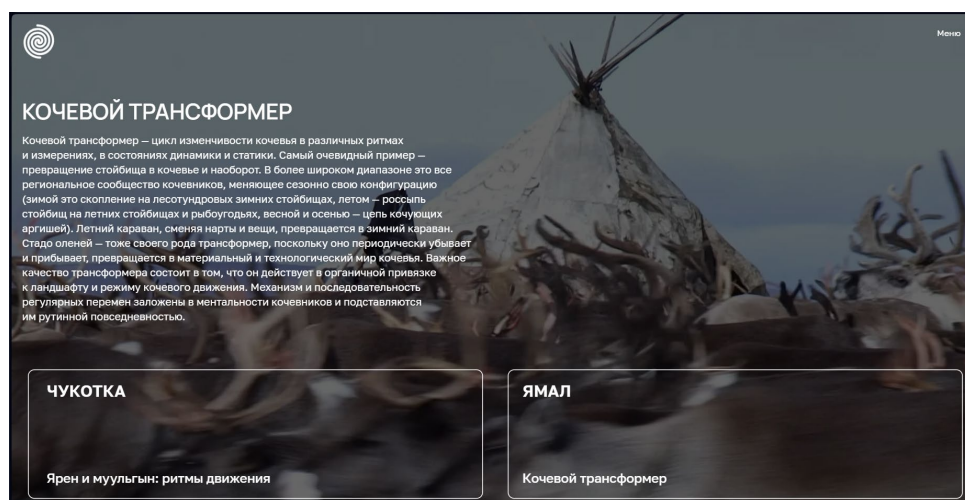 Меню
КОЧЕВОЙ ТРАНСФОРМЕР
Кочевой трансформер — цикл изменчивости кочевья в различных ритмах
и измерениях, в состояниях динамики и статики. Самый очевидный пример —
превращение стойбища в кочевье и наоборот. В более широком диапазоне это все
региональное сообщество кочевников, меняющее сезонно свою конфигурацию
(зимой это скопление на лесотундровых зимних стойбищах, летом — россыпь
стойбищ на летних стойбищах и рыбоугодьях, весной и осенью — цепь кочующих
аргишей). Летний караван, сменяя нарты и вещи, превращается в зимний караван.
Стадо оленей — тоже своего рода трансформер, поскольку оно периодически убывает
и прибывает, превращается в материальный и технологический мир кочевья. Важное
качество трансформера состоит в том, что он действует в органичной привязке
к ландшафту и режиму кочевого движения. Механизм и последовательность
регулярных перемен заложены в ментальности кочевников и подставляются
им рутинной повседневностью.
ЧУКОТКА
Ярен и муульгын: ритмы движения
ЯМАЛ
Кочевой трансформер